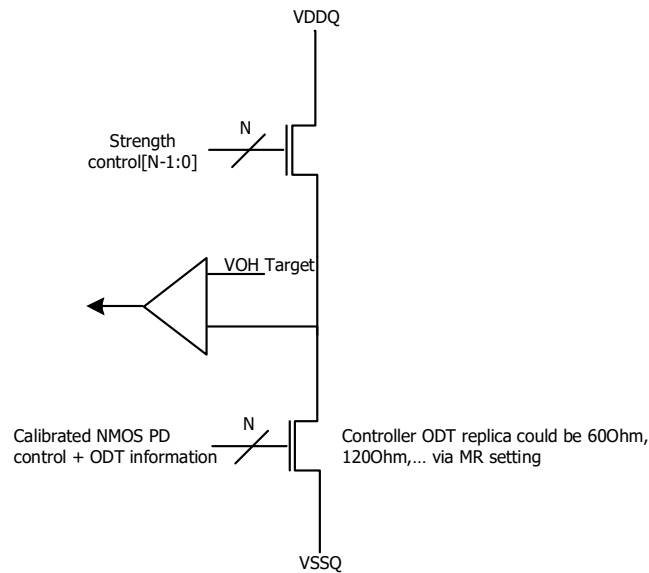 VDDQ
N
Strength
control[N-1:0]
VOH Target
N
Calibrated NMOS PD
control + ODT information
Controller ODT replica could be 60Ohm,
120Ohm,... via MR setting
VSSQ